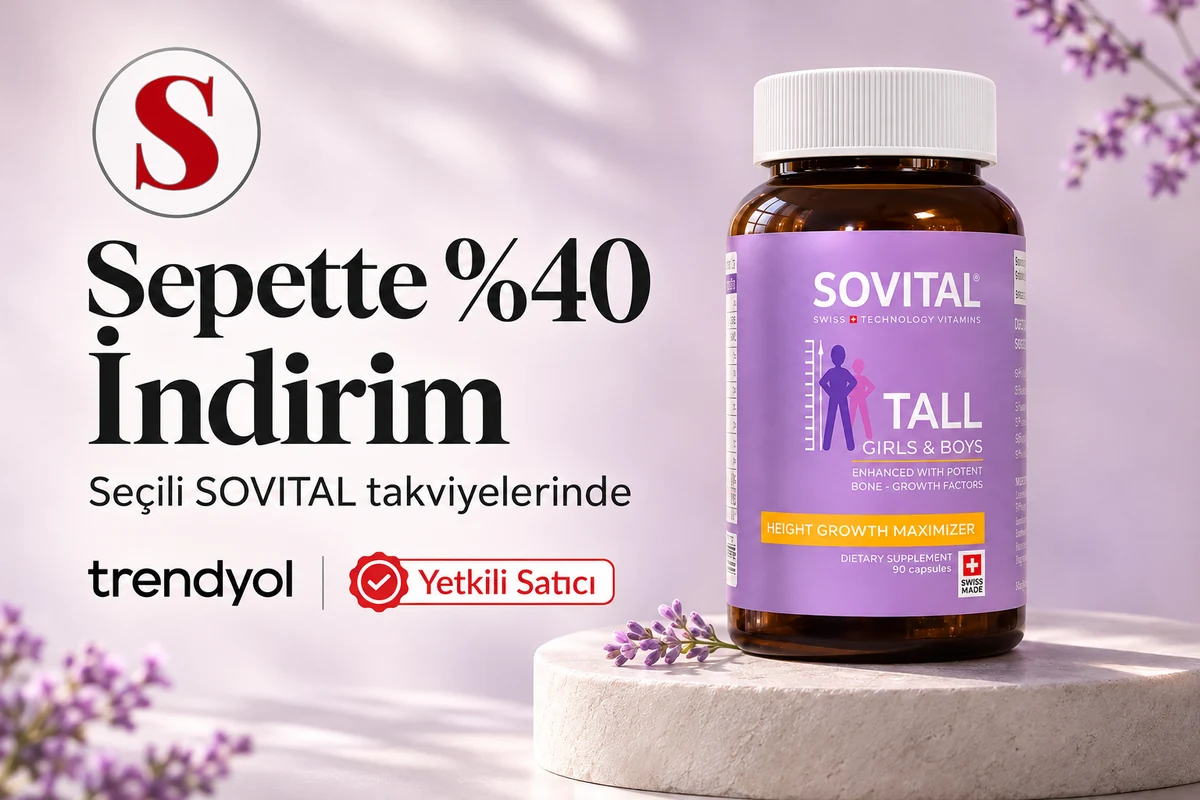 S
Sepette %40
İndirim
Seçili SOVITAL takviyelerinde
trendyol
Yetkili Satıcı
SOVITAL®
SWISS TECHNOLOGY VITAMINS
TALL
GIRLS & BOYS
ENHANCED WITH POTENT
BONE - GROWTH FACTORS
HEIGHT GROWTH MAXIMIZER
DIETARY SUPPLEMENT
90 capsules
SWISS
MADE